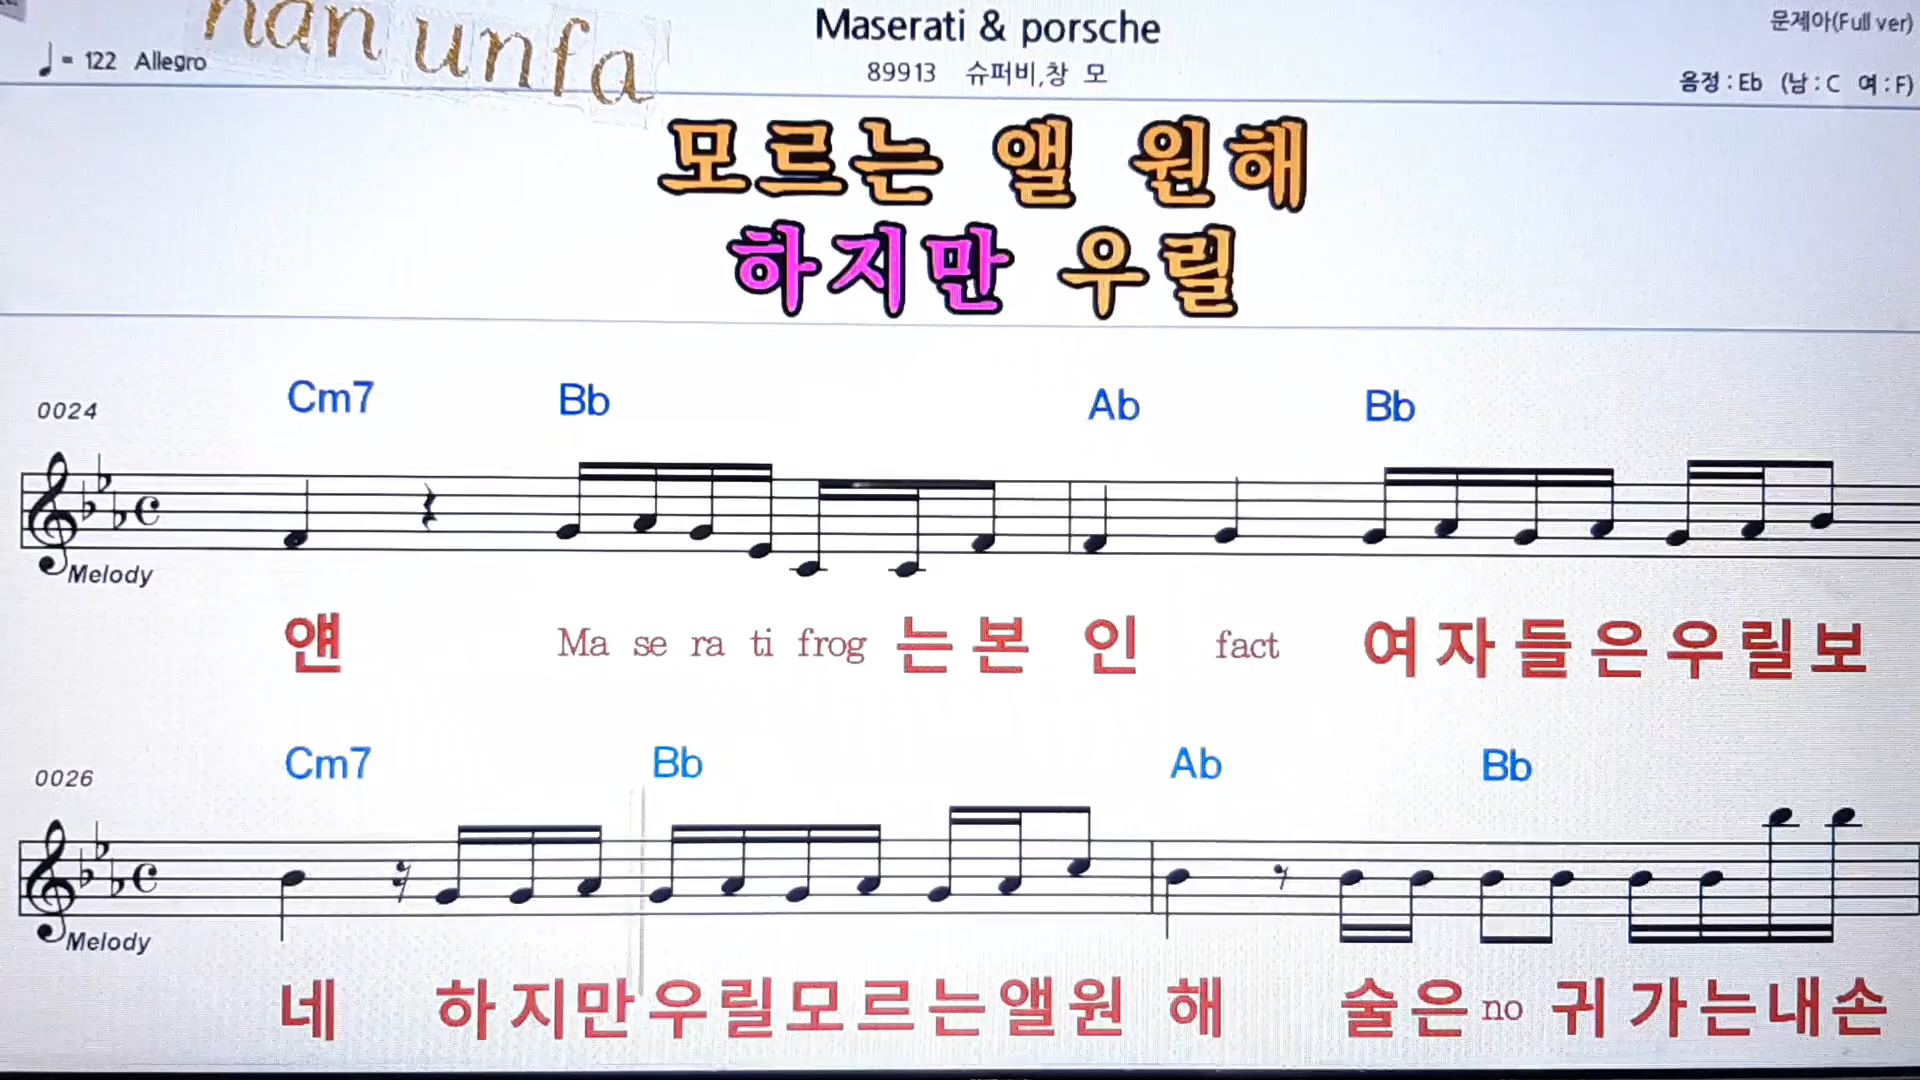 nan unfa
Maserati & porsche
문제아(Full ver)
♩= 122 Allegro
89913 슈퍼비,창 모
음정 : Eb (남 : C 여 : F)
모르는 앨 원해
하지만 우릴
0024 Cm7 Bb Ab Bb
Melody
얜 Ma se ra ti frog 는 본 인 fact 여 자 들 은 우 릴 보
0026 Cm7 Bb Ab Bb
Melody
네 하 지 만 우 릴 모 르 는 앨 원 해 술 은 no 귀 가 는 내 손